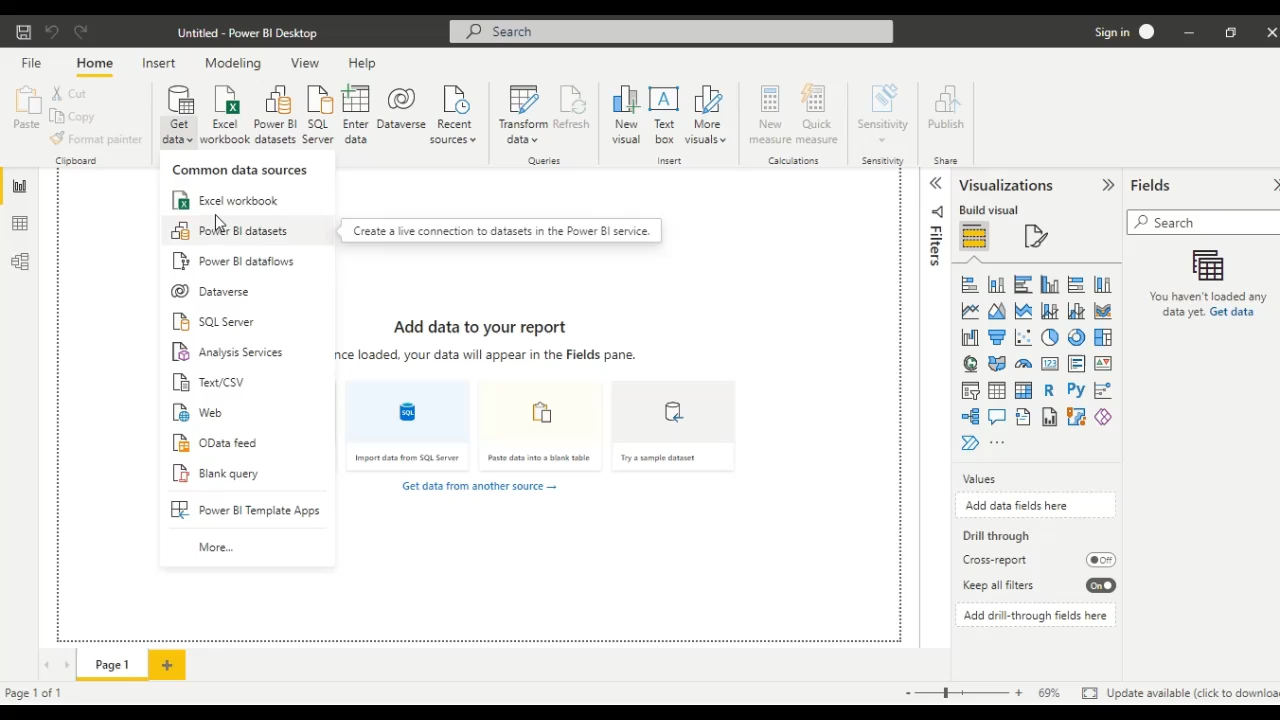 Untitled - Power BI Desktop
Search
Sign in
File
Home
Insert
Modeling
View
Help
Paste
Cut
Copy
Format painter
Clipboard
Get data
Excel workbook
Power BI datasets
SQL Server
Enter data
Dataverse
Recent sources
Transform data
Refresh
Queries
New visual
Text box
More visuals
Insert
New measure
Quick measure
Calculations
Sensitivity
Sensitivity
Publish
Share
Common data sources
Excel workbook
Power BI datasets
Create a live connection to datasets in the Power BI service.
Power BI dataflows
Dataverse
SQL Server
Analysis Services
Text/CSV
Web
OData feed
Blank query
Power BI Template Apps
More...
Add data to your report
nce loaded, your data will appear in the Fields pane.
SQL
Import data from SQL Server
Paste data into a blank table
Try a sample dataset
Get data from another source →
Filters
Visualizations
Build visual
123
R
Py
...
Values
Add data fields here
Drill through
Cross-report
Off
Keep all filters
On
Add drill-through fields here
Fields
Search
You haven't loaded any
data yet. Get data
Page 1
Page 1 of 1
- + 69%
Update available (click to downloa